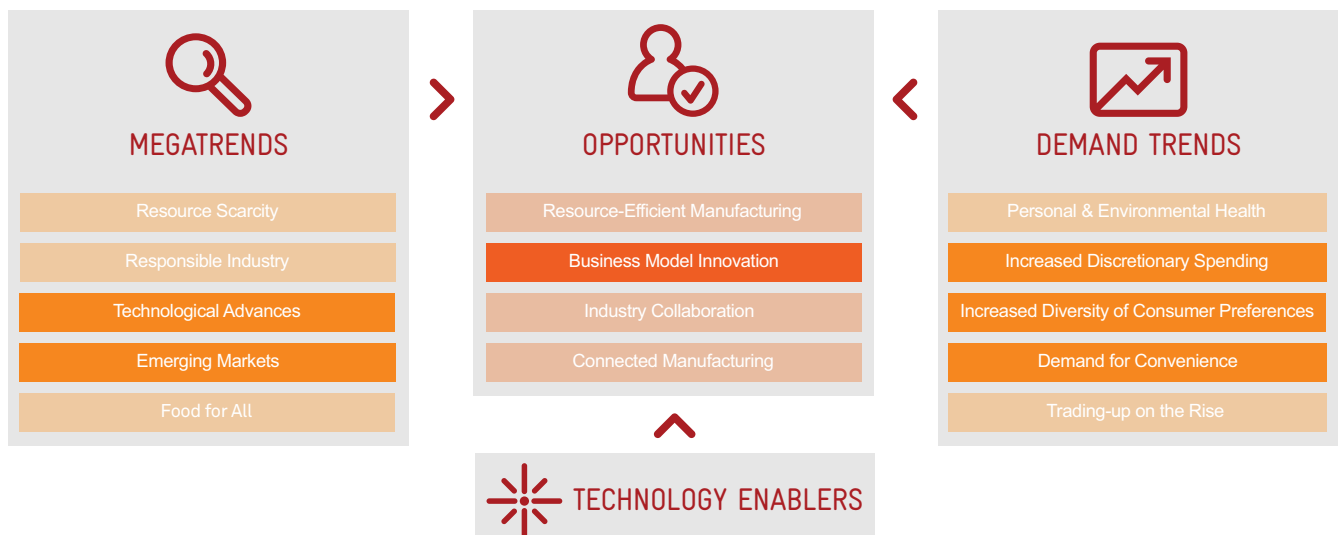 MEGATRENDS
Resource Scarcity
Responsible Industry
Technological Advances
Emerging Markets
Food for All
OPPORTUNITIES
Resource-Efficient Manufacturing
Business Model Innovation
Industry Collaboration
Connected Manufacturing
DEMAND TRENDS
Personal & Environmental Health
Increased Discretionary Spending
Increased Diversity of Consumer Preferences
Demand for Convenience
Trading-up on the Rise
TECHNOLOGY ENABLERS